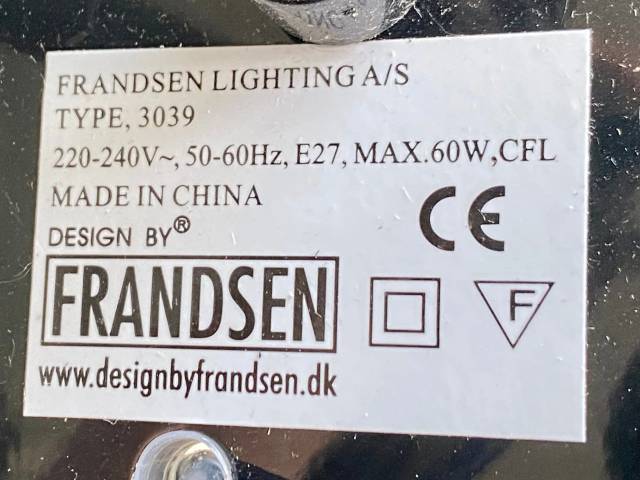 FRANDSEN LIGHTING A/S
TYPE, 3039
220-240V~, 50-60Hz, E27, MAX.60W,CFL
MADE IN CHINA
CE
DESIGN BY®
FRANDSEN
F
www.designbyfrandsen.dk